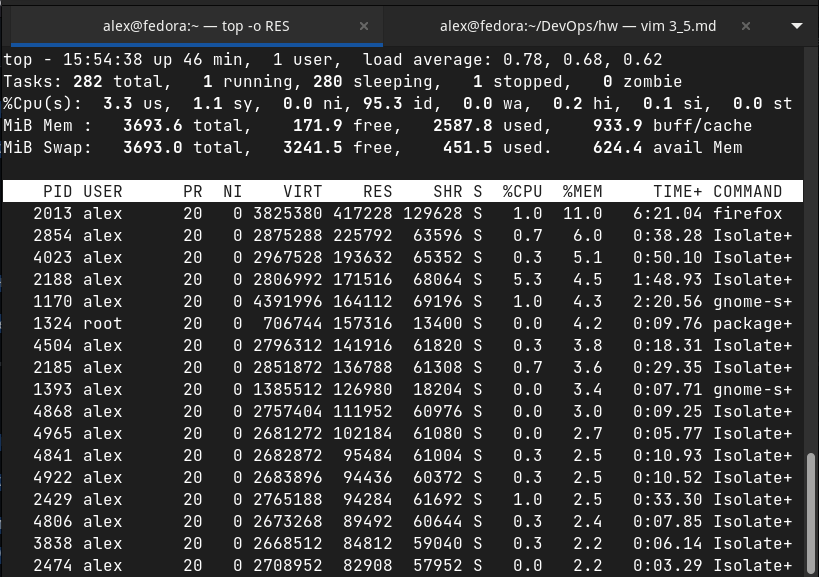 alex@fedora:~ — top -o RES × alex@fedora:~/DevOps/hw — vim 3_5.md ×
top - 15:54:38 up 46 min,  1 user,  load average: 0.78, 0.68, 0.62
Tasks: 282 total,   1 running, 280 sleeping,   1 stopped,   0 zombie
%Cpu(s):  3.3 us,  1.1 sy,  0.0 ni, 95.3 id,  0.0 wa,  0.2 hi,  0.1 si,  0.0 st
MiB Mem :   3693.6 total,    171.9 free,   2587.8 used,    933.9 buff/cache
MiB Swap:   3693.0 total,   3241.5 free,    451.5 used.    624.4 avail Mem
PID USER      PR  NI    VIRT    RES    SHR S  %CPU  %MEM     TIME+ COMMAND
2013 alex      20   0 3825380 417228 129628 S   1.0  11.0   6:21.04 firefox
2854 alex      20   0 2875288 225792  63596 S   0.7   6.0   0:38.28 Isolate+
4023 alex      20   0 2967528 193632  65352 S   0.3   5.1   0:50.10 Isolate+
2188 alex      20   0 2806992 171516  68064 S   5.3   4.5   1:48.93 Isolate+
1170 alex      20   0 4391996 164112  69196 S   1.0   4.3   2:20.56 gnome-s+
1324 root      20   0  706744 157316  13400 S   0.0   4.2   0:09.76 package+
4504 alex      20   0 2796312 141916  61820 S   0.3   3.8   0:18.31 Isolate+
2185 alex      20   0 2851872 136788  61308 S   0.7   3.6   0:29.35 Isolate+
1393 alex      20   0 1385512 126980  18204 S   0.0   3.4   0:07.71 gnome-s+
4868 alex      20   0 2757404 111952  60976 S   0.0   3.0   0:09.25 Isolate+
4965 alex      20   0 2681272 102184  61080 S   0.0   2.7   0:05.77 Isolate+
4841 alex      20   0 2682872  95484  61004 S   0.3   2.5   0:10.93 Isolate+
4922 alex      20   0 2683896  94436  60372 S   0.3   2.5   0:10.52 Isolate+
2429 alex      20   0 2765188  94284  61692 S   1.0   2.5   0:33.30 Isolate+
4806 alex      20   0 2673268  89492  60644 S   0.3   2.4   0:07.85 Isolate+
3838 alex      20   0 2668512  84812  59040 S   0.3   2.2   0:06.14 Isolate+
2474 alex      20   0 2708952  82908  57952 S   0.0   2.2   0:03.29 Isolate+